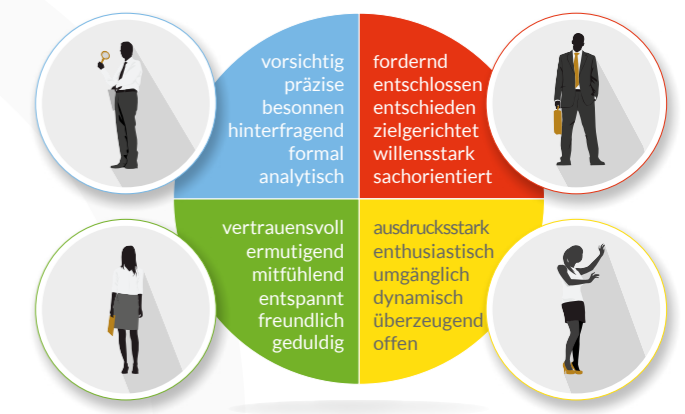 vorsichtig
präzise
besonnen
hinterfragend
formal
analytisch
fordernd
entschlossen
entschieden
zielgerichtet
willensstark
sachorientiert
vertrauensvoll
ermutigend
mitfühlend
entspannt
freundlich
geduldig
ausdrucksstark
enthusiastisch
umgänglich
dynamisch
überzeugend
offen